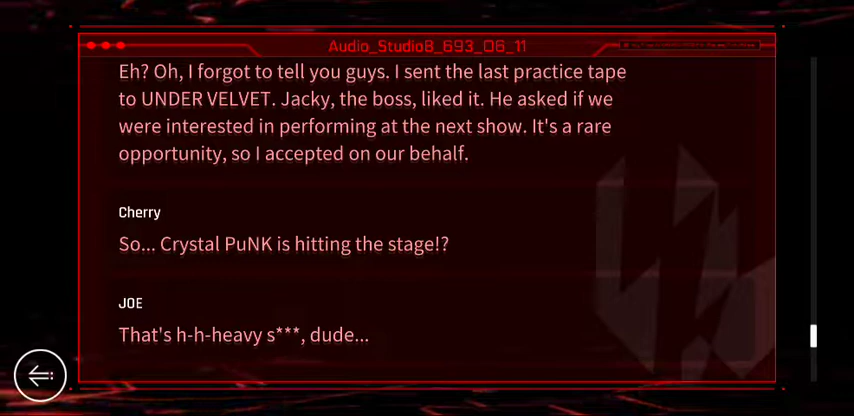 Audio_Studio8_693_06_11
Eh? Oh, I forgot to tell you guys. I sent the last practice tape
to UNDER VELVET. Jacky, the boss, liked it. He asked if we
were interested in performing at the next show. It's a rare
opportunity, so I accepted on our behalf.
Cherry
So... Crystal PuNK is hitting the stage!?
JOE
That's h-h-heavy s***, dude...